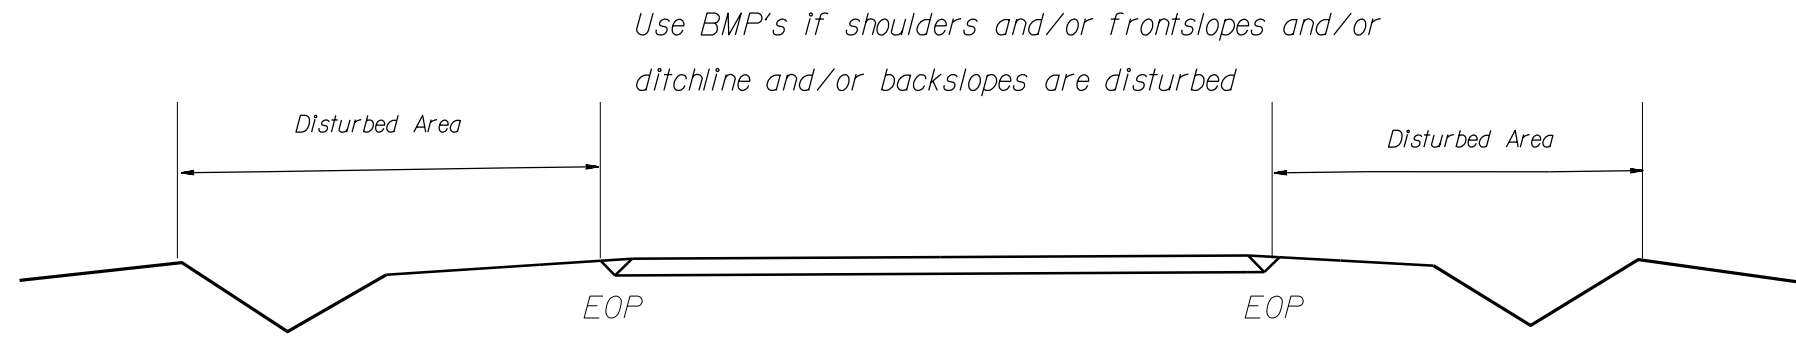 Use BMP's if shoulders and/or frontslopes and/or
ditchline and/or backslopes are disturbed
Disturbed Area
Disturbed Area
EOP
EOP